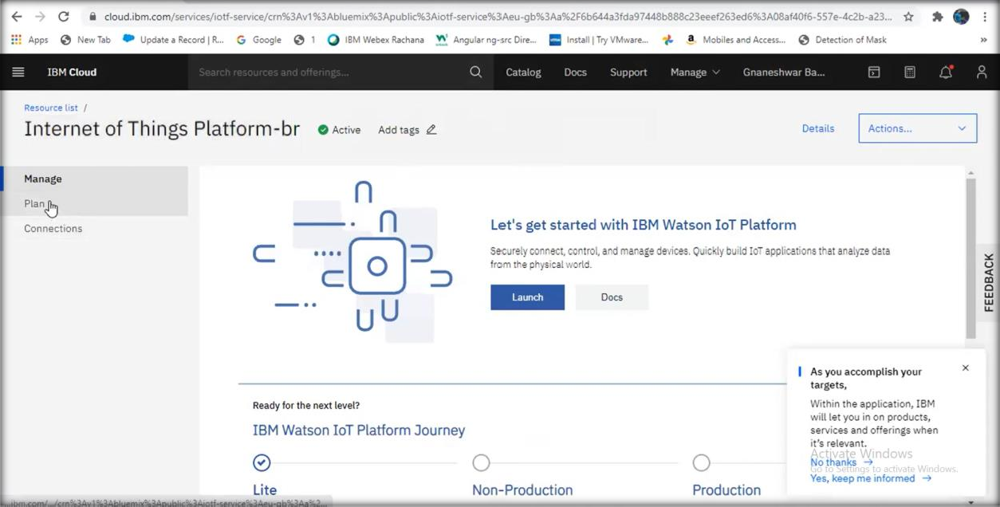 cloud.ibm.com/services/iotf-service/crn%3Av1%3Abluemix%3Apublic%3Aiotf-service%3Aeu-gb%3Aa%2F6b644a3fda97448b888c23eeef263ed6%3A08af40f6-557e-4c2b-a23...
Apps New Tab Update a Record | R... Google 1 IBM Webex Rachana Angular ng-src Dire... Install | Try VMware... Mobiles and Access... Detection of Mask »
IBM Cloud Search resources and offerings... Catalog Docs Support Manage Gnaneshwar Ba...
Resource list /
Internet of Things Platform-br Active Add tags Details Actions...
Manage
Plan
Connections
Let's get started with IBM Watson IoT Platform
Securely connect, control, and manage devices. Quickly build IoT applications that analyze data
from the physical world.
Launch Docs
FEEDBACK
Ready for the next level?
IBM Watson IoT Platform Journey
Lite Non-Production Production
As you accomplish your
targets,
Within the application, IBM
will let you in on products,
services and offerings when
it's relevant.
Activate Windows
No thanks →
Go to Settings to activate Windows.
Yes, keep me informed →
.ibm.com/.../crn%3Av1%3Abluemix%3Apublic%3Aiotf-service%3Aeu-gb%3Aa%2...